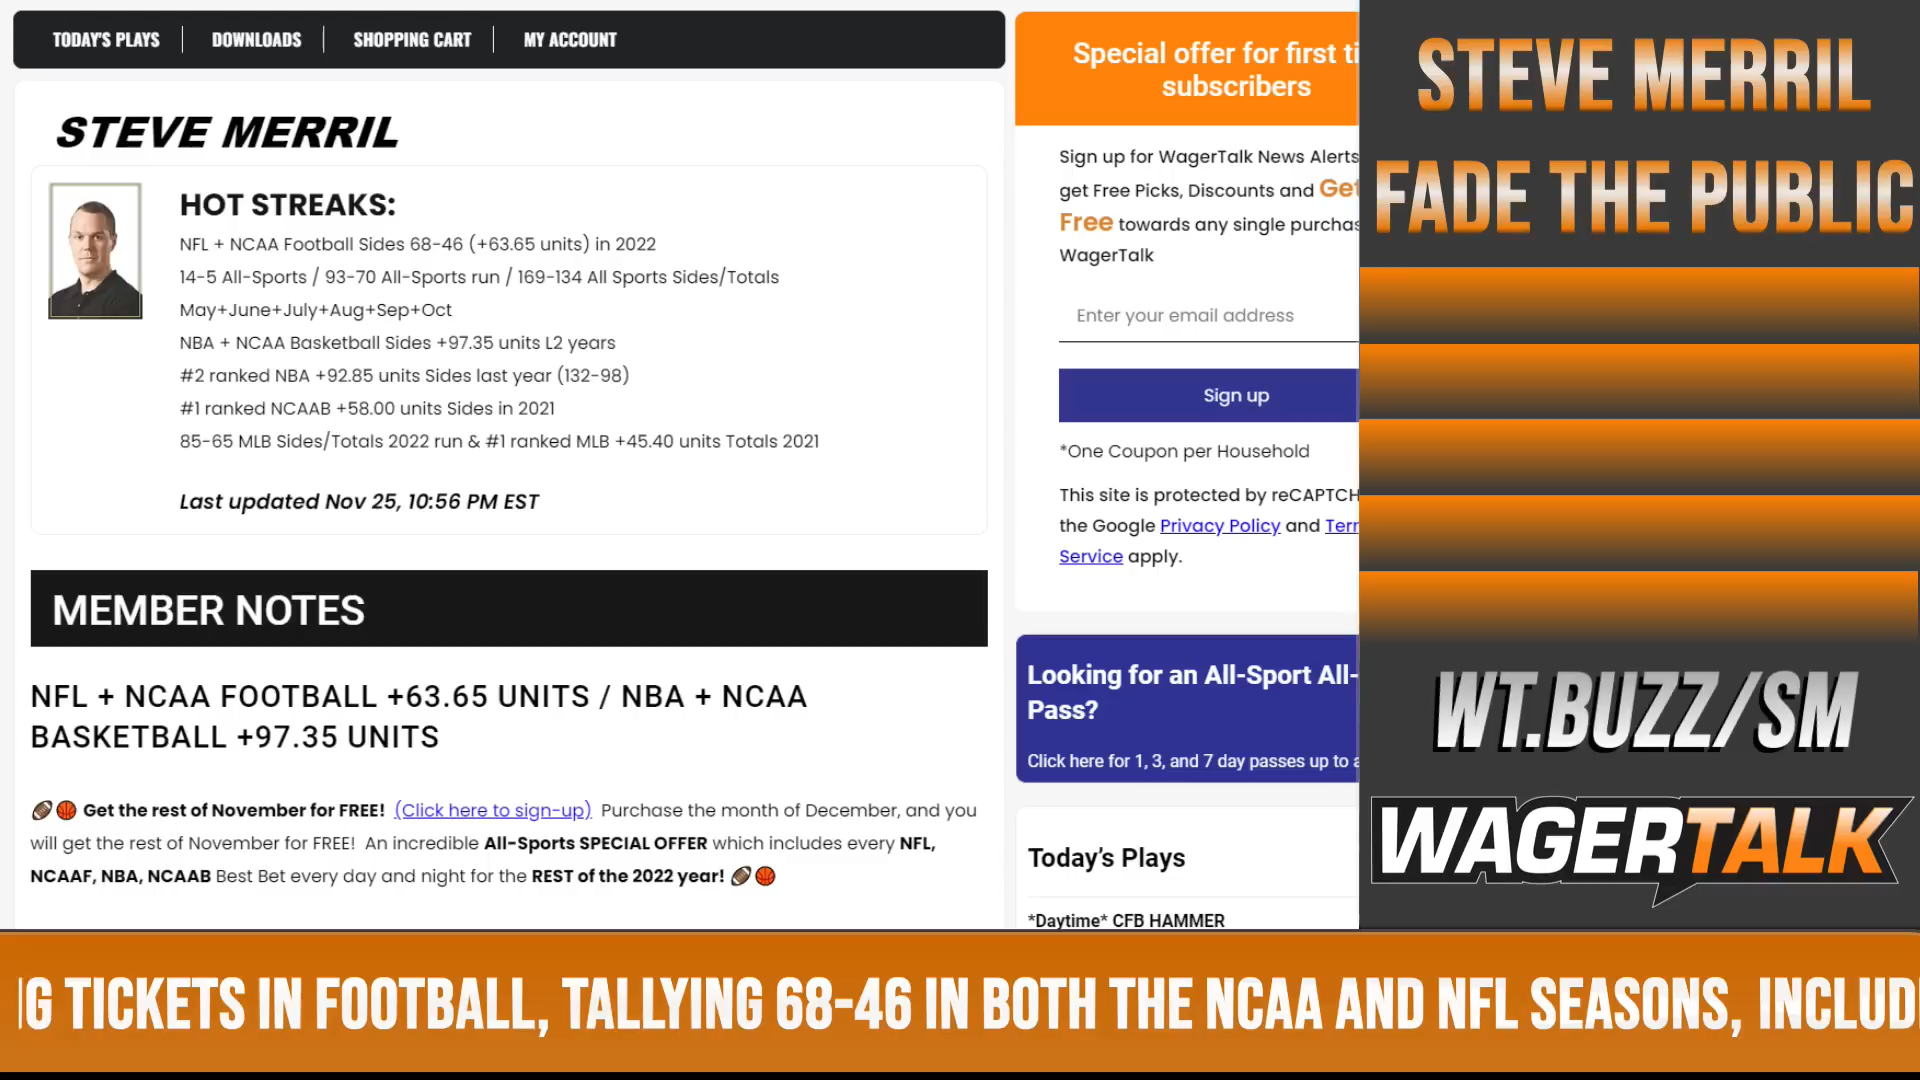 TODAY'S PLAYS
DOWNLOADS
SHOPPING CART
MY ACCOUNT
STEVE MERRIL
HOT STREAKS:
NFL + NCAA Football Sides 68-46 (+63.65 units) in 2022
14-5 All-Sports / 93-70 All-Sports run / 169-134 All Sports Sides/Totals
May+June+July+Aug+Sep+Oct
NBA + NCAA Basketball Sides +97.35 units L2 years
#2 ranked NBA +92.85 units Sides last year (132-98)
#1 ranked NCAAB +58.00 units Sides in 2021
85-65 MLB Sides/Totals 2022 run & #1 ranked MLB +45.40 units Totals 2021
Last updated Nov 25, 10:56 PM EST
MEMBER NOTES
NFL + NCAA FOOTBALL +63.65 UNITS / NBA + NCAA
BASKETBALL +97.35 UNITS
Get the rest of November for FREE! (Click here to sign-up) Purchase the month of December, and you
will get the rest of November for FREE! An incredible All-Sports SPECIAL OFFER which includes every NFL,
NCAAF, NBA, NCAAB Best Bet every day and night for the REST of the 2022 year!
Special offer for first ti
subscribers
Sign up for WagerTalk News Alerts
get Free Picks, Discounts and Get
Free towards any single purchas
WagerTalk
Enter your email address
Sign up
*One Coupon per Household
This site is protected by reCAPTCH
the Google Privacy Policy and Terr
Service apply.
Looking for an All-Sport All-
Pass?
Click here for 1, 3, and 7 day passes up to a
Today's Plays
*Daytime* CFB HAMMER
STEVE MERRIL
FADE THE PUBLIC
WT.BUZZ/SM
WAGERTALK
G TICKETS IN FOOTBALL, TALLYING 68-46 IN BOTH THE NCAA AND NFL SEASONS, INCLUD